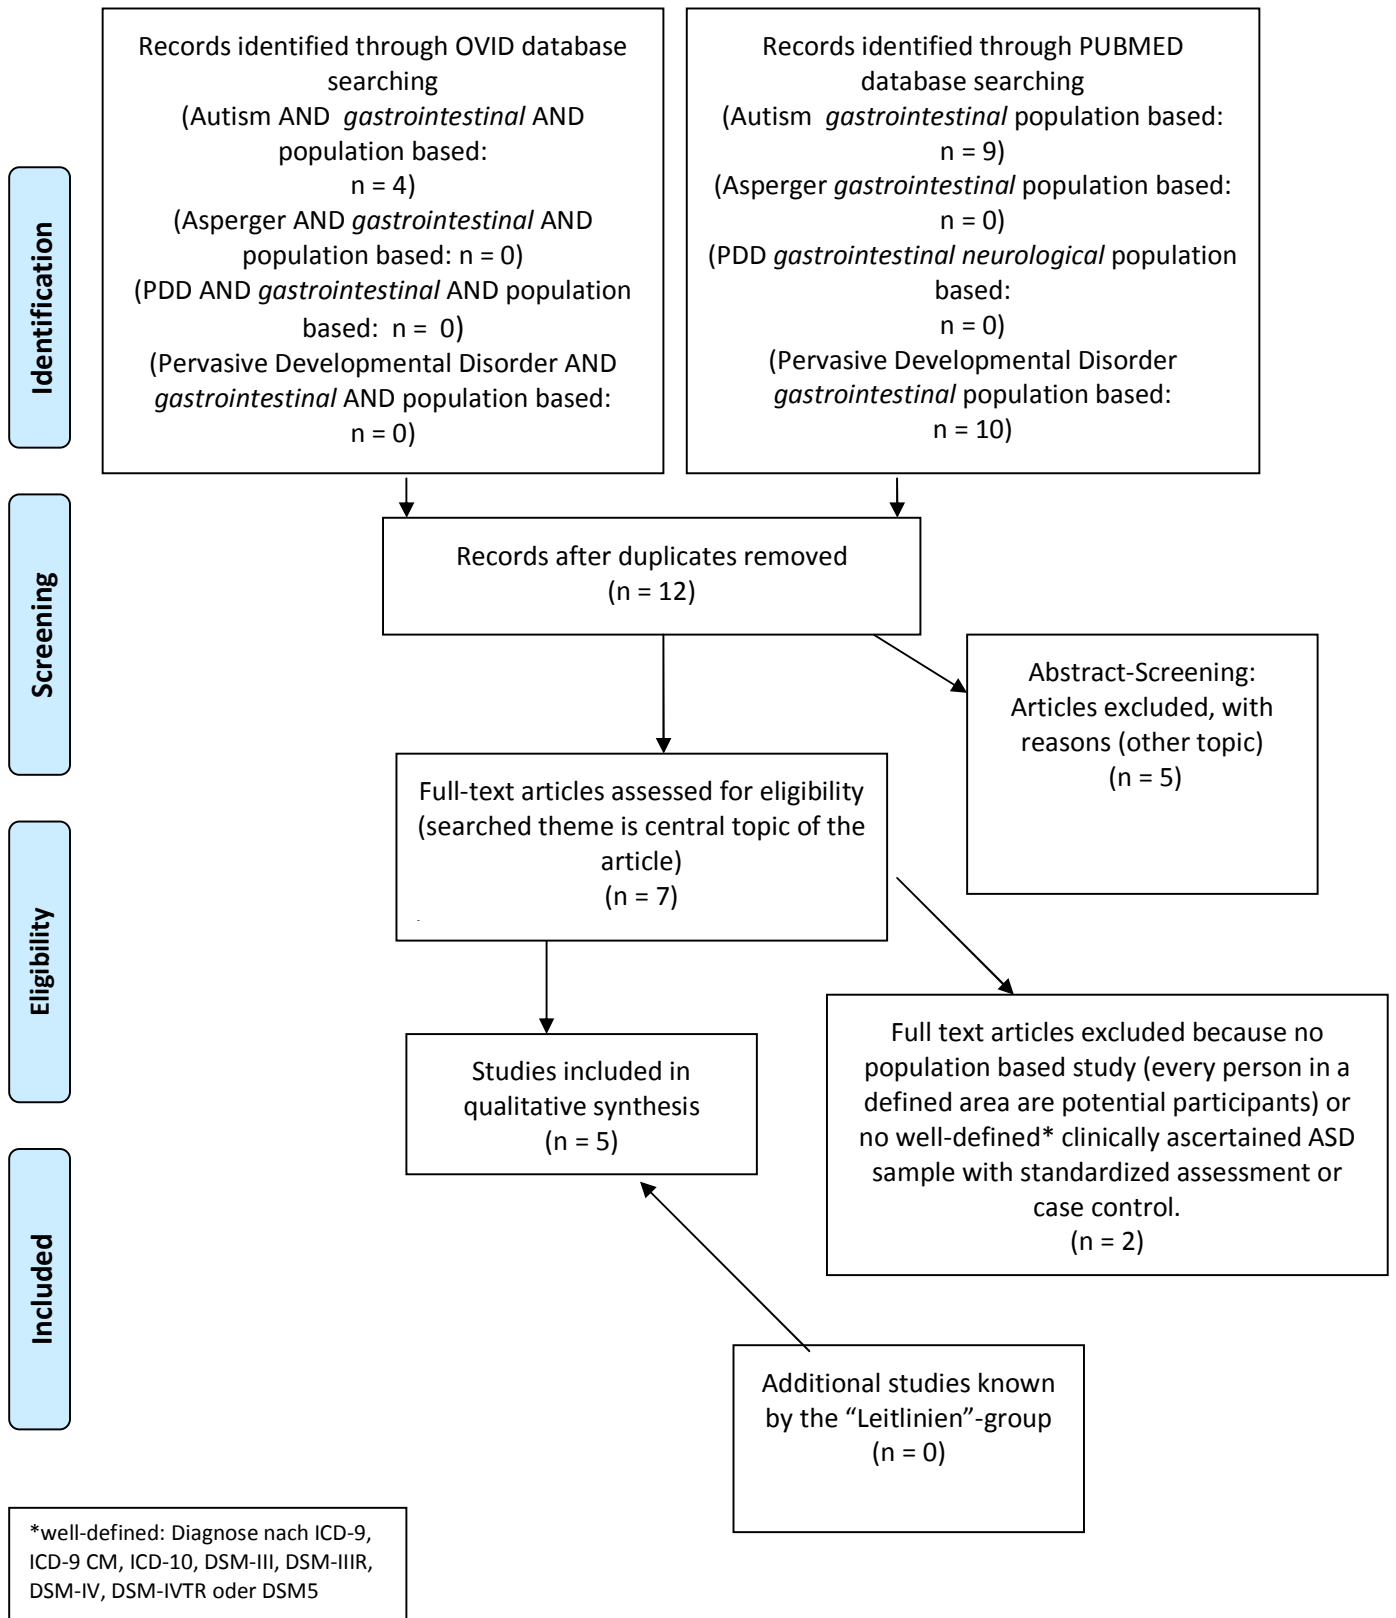 Records identified through OVID database
searching
(Autism AND gastrointestinal AND
population based:
n = 4)
(Asperger AND gastrointestinal AND
population based: n = 0)
(PDD AND gastrointestinal AND population
based: n = 0)
(Pervasive Developmental Disorder AND
gastrointestinal AND population based:
n = 0)
Records identified through PUBMED
database searching
(Autism gastrointestinal population based:
n = 9)
(Asperger gastrointestinal population based:
n = 0)
(PDD gastrointestinal neurological population
based:
n = 0)
(Pervasive Developmental Disorder
gastrointestinal population based:
n = 10)
Identification
Records after duplicates removed
(n = 12)
Screening
Abstract-Screening:
Articles excluded, with
reasons (other topic)
(n = 5)
Full-text articles assessed for eligibility
(searched theme is central topic of the
article)
(n = 7)
Eligibility
Full text articles excluded because no
population based study (every person in a
defined area are potential participants) or
no well-defined* clinically ascertained ASD
sample with standardized assessment or
case control.
(n = 2)
Studies included in
qualitative synthesis
(n = 5)
Included
Additional studies known
by the “Leitlinien”-group
(n = 0)
*well-defined: Diagnose nach ICD-9,
ICD-9 CM, ICD-10, DSM-III, DSM-IIIR,
DSM-IV, DSM-IVTR oder DSM5